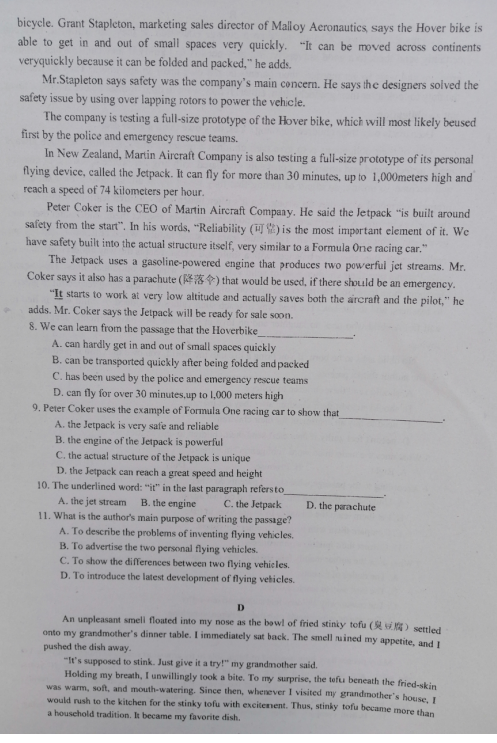 bicycle. Grant Stapleton, marketing sales director of Malloy Aeronautics, says the Hover bike is
able to get in and out of small spaces very quickly. "It can be moved across continents
veryquickly because it can be folded and packed," he adds.
Mr.Stapleton says safety was the company's main concern. He says the designers solved the
safety issue by using over lapping rotors to power the vehicle.
The company is testing a full-size prototype of the Hover bike, which will most likely beused
first by the police and emergency rescue teams.
In New Zealand, Martin Aircraft Company is also testing a full-size prototype of its personal
flying device, called the Jetpack. It can fly for more than 30 minutes, up to 1,000meters high and
reach a speed of 74 kilometers per hour.
Peter Coker is the CEO of Martin Aircraft Company. He said the Jetpack "is built around
safety from the start". In his words, "Reliability (可靠) is the most important element of it. We
have safety built into the actual structure itself, very similar to a Formula One racing car."
The Jetpack uses a gasoline-powered engine that produces two powerful jet streams. Mr.
Coker says it also has a parachute (降落伞) that would be used, if there should be an emergency.
"It starts to work at very low altitude and actually saves both the aircraft and the pilot," he
adds. Mr. Coker says the Jetpack will be ready for sale soon.
8. We can learn from the passage that the Hoverbike____________.
A. can hardly get in and out of small spaces quickly
B. can be transported quickly after being folded and packed
C. has been used by the police and emergency rescue teams
D. can fly for over 30 minutes,up to 1,000 meters high
9. Peter Coker uses the example of Formula One racing car to show that____________.
A. the Jetpack is very safe and reliable
B. the engine of the Jetpack is powerful
C. the actual structure of the Jetpack is unique
D. the Jetpack can reach a great speed and height
10. The underlined word: "it" in the last paragraph refers to____________.
A. the jet stream B. the engine C. the Jetpack D. the parachute
11. What is the author's main purpose of writing the passage?
A. To describe the problems of inventing flying vehicles.
B. To advertise the two personal flying vehicles.
C. To show the differences between two flying vehicles.
D. To introduce the latest development of flying vehicles.
D
An unpleasant smell floated into my nose as the bowl of fried stinky tofu (臭豆腐) settled
onto my grandmother's dinner table. I immediately sat back. The smell ruined my appetite, and I
pushed the dish away.
"It's supposed to stink. Just give it a try!" my grandmother said.
Holding my breath, I unwillingly took a bite. To my surprise, the tofu beneath the fried-skin
was warm, soft, and mouth-watering. Since then, whenever I visited my grandmother's house, I
would rush to the kitchen for the stinky tofu with excitement. Thus, stinky tofu became more than
a household tradition. It became my favorite dish.